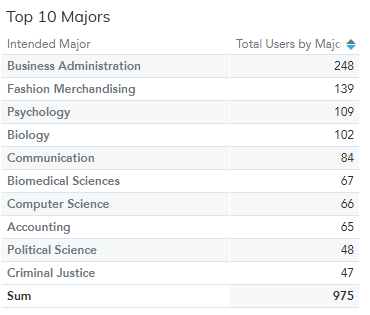 Top 10 Majors
Intended Major Total Users by Majc
Business Administration 248
Fashion Merchandising 139
Psychology 109
Biology 102
Communication 84
Biomedical Sciences 67
Computer Science 66
Accounting 65
Political Science 48
Criminal Justice 47
Sum 975